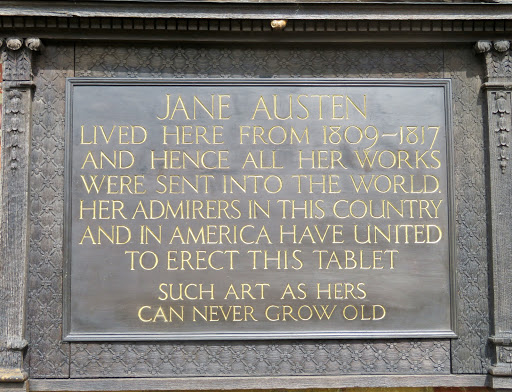 JANE AUSTEN
LIVED HERE FROM 1809–1817
AND HENCE ALL HER WORKS
WERE SENT INTO THE WORLD.
HER ADMIRERS IN THIS COUNTRY
AND IN AMERICA HAVE UNITED
TO ERECT THIS TABLET
SUCH ART AS HERS
CAN NEVER GROW OLD